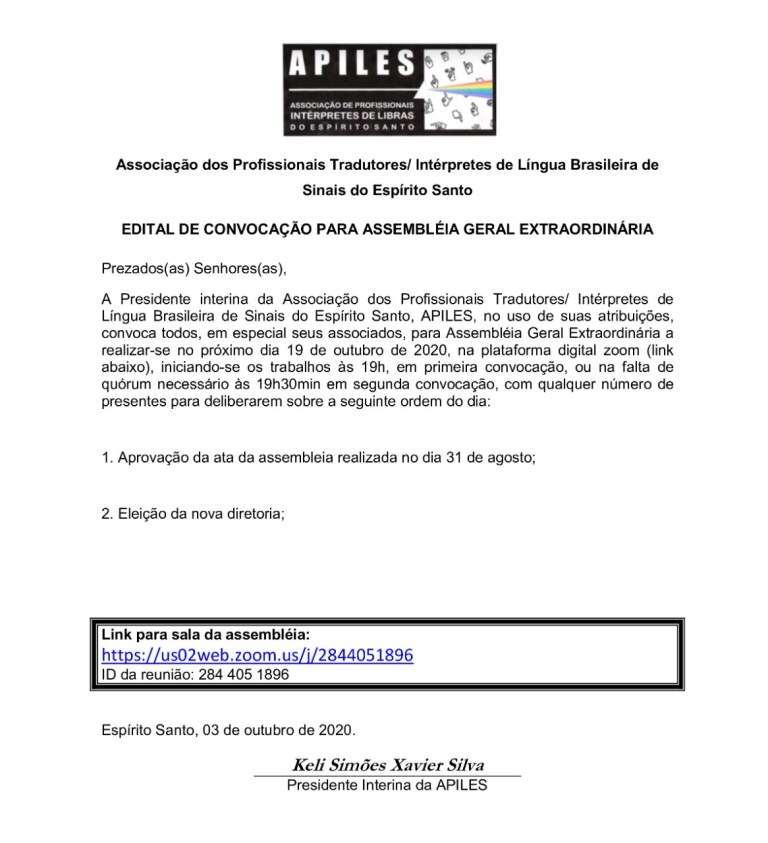 APILES
ASSOCIAÇÃO DE PROFISSIONAIS
INTÉRPRETES DE LIBRAS
DO ESPÍRITO SANTO
Associação dos Profissionais Tradutores/ Intérpretes de Língua Brasileira de
Sinais do Espírito Santo
EDITAL DE CONVOCAÇÃO PARA ASSEMBLÉIA GERAL EXTRAORDINÁRIA
Prezados(as) Senhores(as),
A Presidente interina da Associação dos Profissionais Tradutores/ Intérpretes de
Língua Brasileira de Sinais do Espírito Santo, APILES, no uso de suas atribuições,
convoca todos, em especial seus associados, para Assembléia Geral Extraordinária a
realizar-se no próximo dia 19 de outubro de 2020, na plataforma digital zoom (link
abaixo), iniciando-se os trabalhos às 19h, em primeira convocação, ou na falta de
quórum necessário às 19h30min em segunda convocação, com qualquer número de
presentes para deliberarem sobre a seguinte ordem do dia:
1. Aprovação da ata da assembleia realizada no dia 31 de agosto;
2. Eleição da nova diretoria;
Link para sala da assembléia:
https://us02web.zoom.us/j/2844051896
ID da reunião: 284 405 1896
Espírito Santo, 03 de outubro de 2020.
Keli Simões Xavier Silva
Presidente Interina da APILES